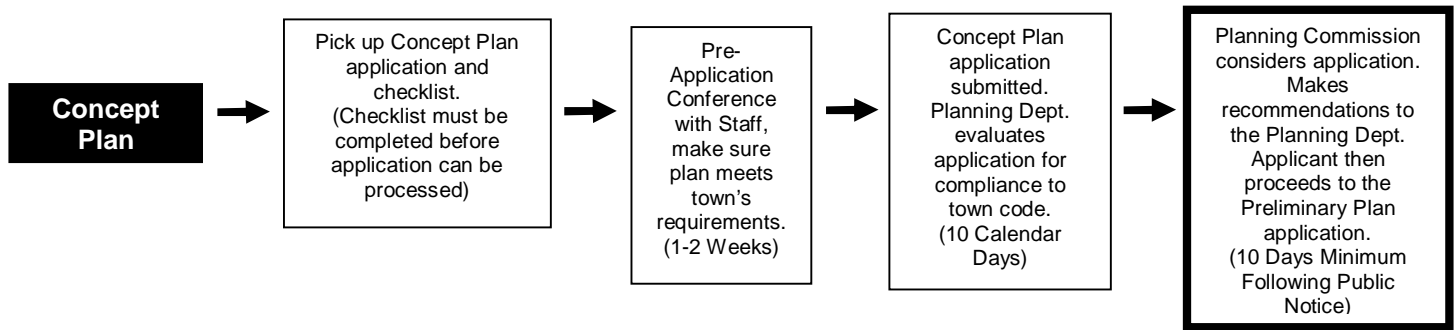 Concept
Plan
Pick up Concept Plan
application and
checklist.
(Checklist must be
completed before
application can be
processed)
Pre-
Application
Conference
with Staff,
make sure
plan meets
town's
requirements.
(1-2 Weeks)
Concept Plan
application
submitted.
Planning Dept.
evaluates
application for
compliance to
town code.
(10 Calendar
Days)
Planning Commission
considers application.
Makes
recommendations to
the Planning Dept.
Applicant then
proceeds to the
Preliminary Plan
application.
(10 Days Minimum
Following Public
Notice)